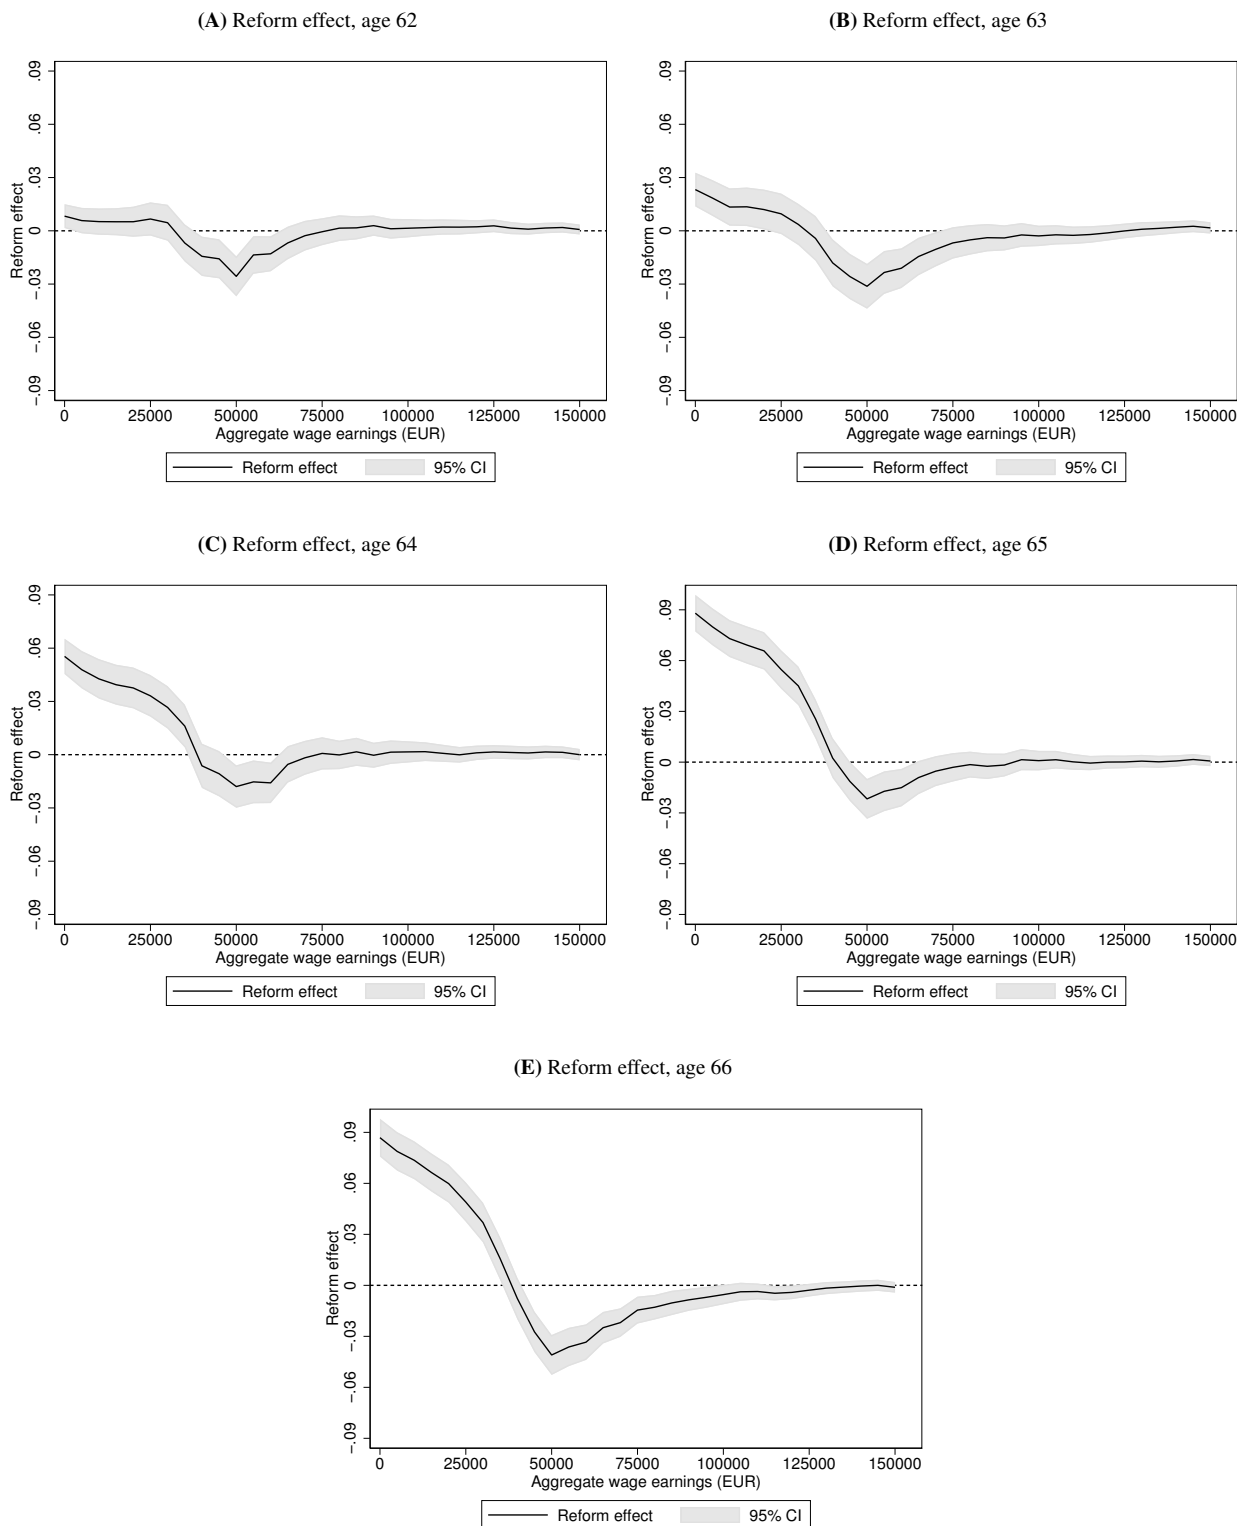 (A) Reform effect, age 62
.09
.06
.03
0
−.03
−.06
−.09
Reform effect
0 25000 50000 75000 100000 125000 150000
Aggregate wage earnings (EUR)
Reform effect 95% CI
(B) Reform effect, age 63
.09
.06
.03
0
−.03
−.06
−.09
Reform effect
0 25000 50000 75000 100000 125000 150000
Aggregate wage earnings (EUR)
Reform effect 95% CI
(C) Reform effect, age 64
.09
.06
.03
0
−.03
−.06
−.09
Reform effect
0 25000 50000 75000 100000 125000 150000
Aggregate wage earnings (EUR)
Reform effect 95% CI
(D) Reform effect, age 65
.09
.06
.03
0
−.03
−.06
−.09
Reform effect
0 25000 50000 75000 100000 125000 150000
Aggregate wage earnings (EUR)
Reform effect 95% CI
(E) Reform effect, age 66
.09
.06
.03
0
−.03
−.06
−.09
Reform effect
0 25000 50000 75000 100000 125000 150000
Aggregate wage earnings (EUR)
Reform effect 95% CI